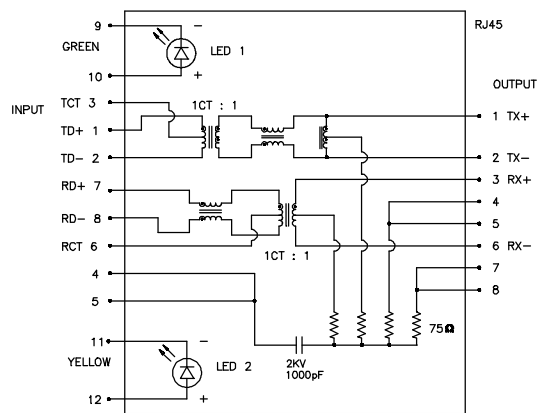 RJ45
9 −
GREEN LED 1
10 +
OUTPUT
INPUT
TCT 3 1CT : 1
TD+ 1 1 TX+
TD- 2 2 TX-
3 RX+
RD+ 7
4
RD- 8 5
RCT 6 6 RX-
1CT : 1
4 7
5 8
75Ω
11 −
YELLOW LED 2
2KV
1000pF
12 +